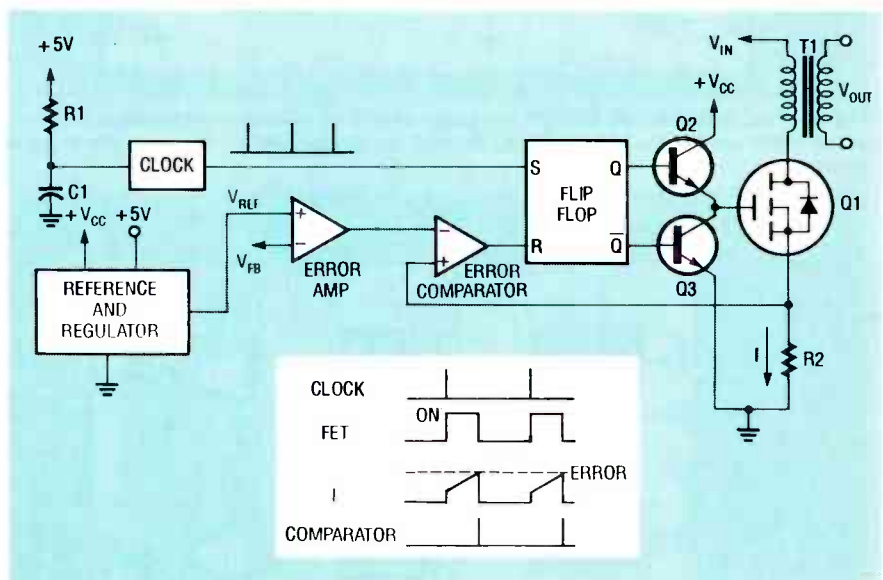 +5V
R1
C1
CLOCK
+VCC
+5V
REFERENCE
AND
REGULATOR
VREF
+
−
VFB
ERROR
AMP
−
+
ERROR
COMPARATOR
S
Q
FLIP
FLOP
R
Q̅
Q2
+VCC
Q3
VIN
T1
VOUT
Q1
I
R2
CLOCK
ON
FET
I
ERROR
COMPARATOR